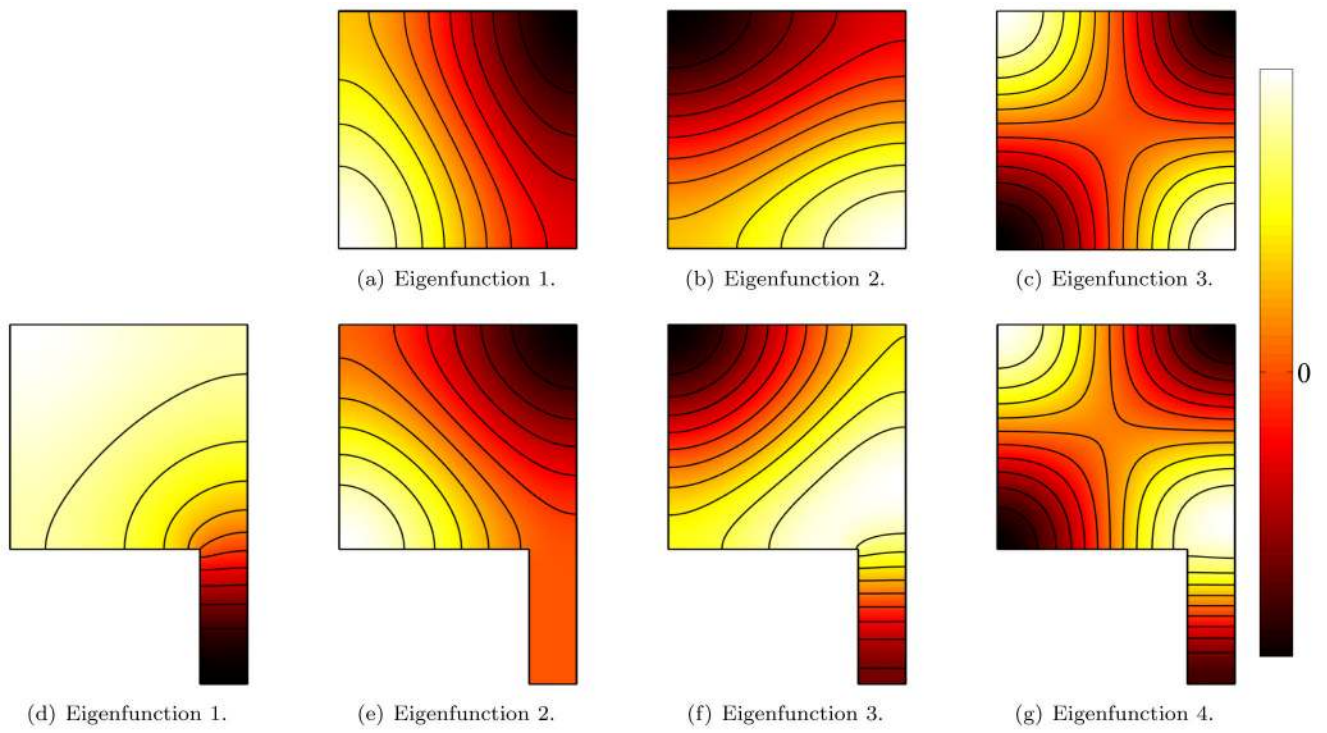 (a) Eigenfunction 1.
(b) Eigenfunction 2.
(c) Eigenfunction 3.
0
(d) Eigenfunction 1.
(e) Eigenfunction 2.
(f) Eigenfunction 3.
(g) Eigenfunction 4.